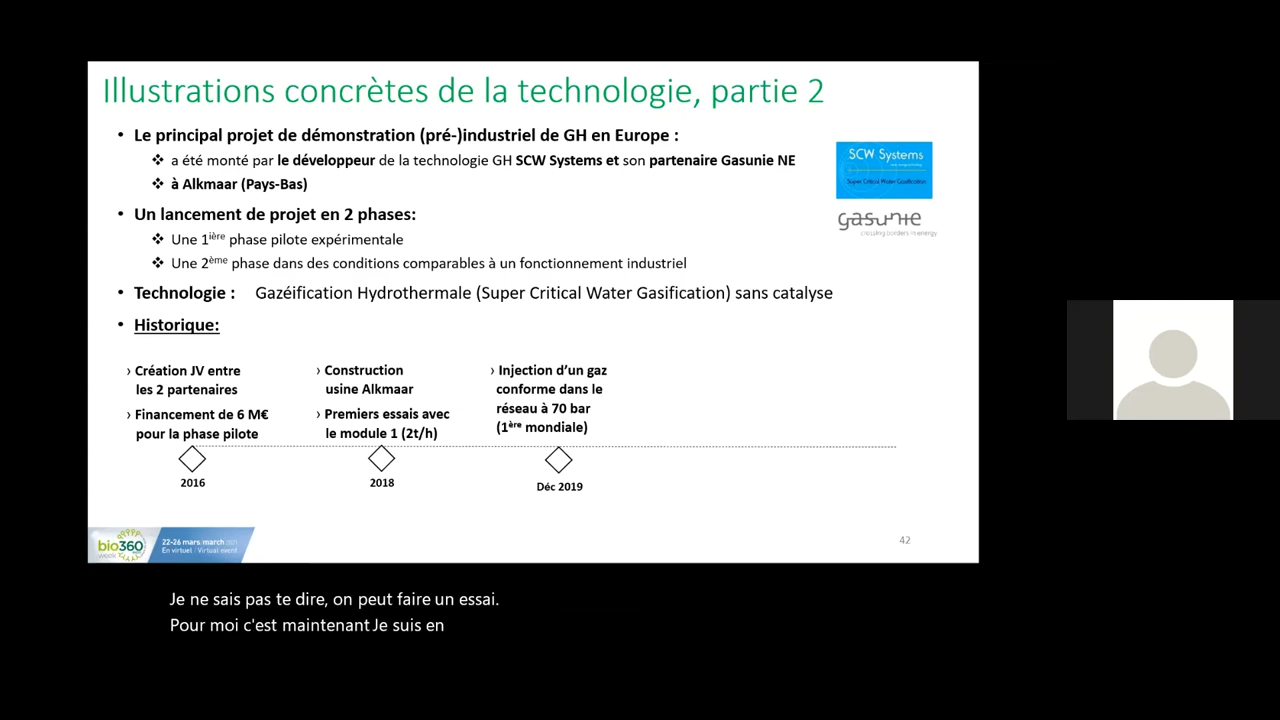 Illustrations concrètes de la technologie, partie 2
• Le principal projet de démonstration (pré-)industriel de GH en Europe :
❖ a été monté par le développeur de la technologie GH SCW Systems et son partenaire Gasunie NE
❖ à Alkmaar (Pays-Bas)
SCW Systems
Super Critical Water Gasification
gasunie
crossing borders in energy
• Un lancement de projet en 2 phases:
❖ Une 1ière phase pilote expérimentale
❖ Une 2ème phase dans des conditions comparables à un fonctionnement industriel
• Technologie : Gazéification Hydrothermale (Super Critical Water Gasification) sans catalyse
• Historique:
› Création JV entre
les 2 partenaires
› Financement de 6 M€
pour la phase pilote
2016
› Construction
usine Alkmaar
› Premiers essais avec
le module 1 (2t/h)
2018
› Injection d’un gaz
conforme dans le
réseau à 70 bar
(1ère mondiale)
Déc 2019
bio360
week
22-26 mars/march 2021
En virtuel / Virtual event
42
Je ne sais pas te dire, on peut faire un essai.
Pour moi c'est maintenant Je suis en